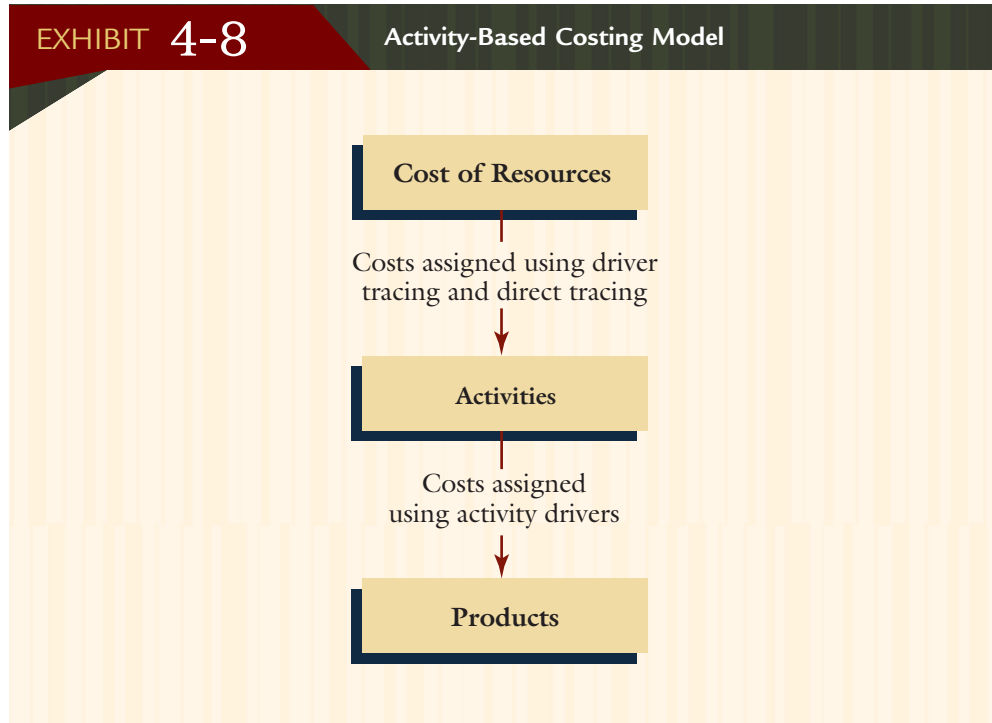 EXHIBIT 4-8
Activity-Based Costing Model
Cost of Resources
Costs assigned using driver
tracing and direct tracing
Activities
Costs assigned
using activity drivers
Products